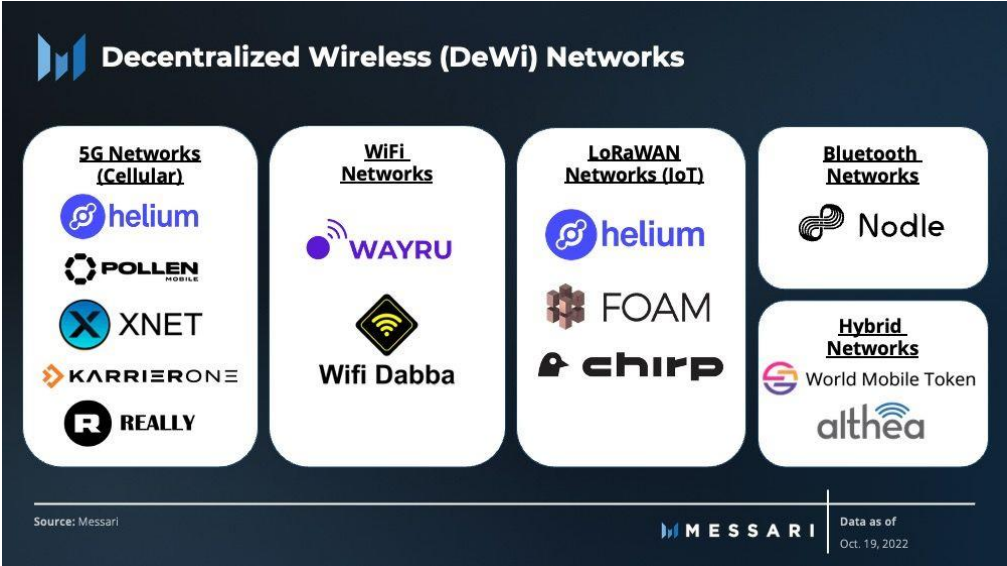 Decentralized Wireless (DeWi) Networks
5G Networks
(Cellular)
helium
POLLEN
MOBILE
XNET
KARRIERONE
REALLY
WiFi
Networks
WAYRU
Wifi Dabba
LoRaWAN
Networks (IoT)
helium
FOAM
chirp
Bluetooth
Networks
Nodle
Hybrid
Networks
World Mobile Token
althea
Source: Messari
MESSARI
Data as of
Oct. 19, 2022